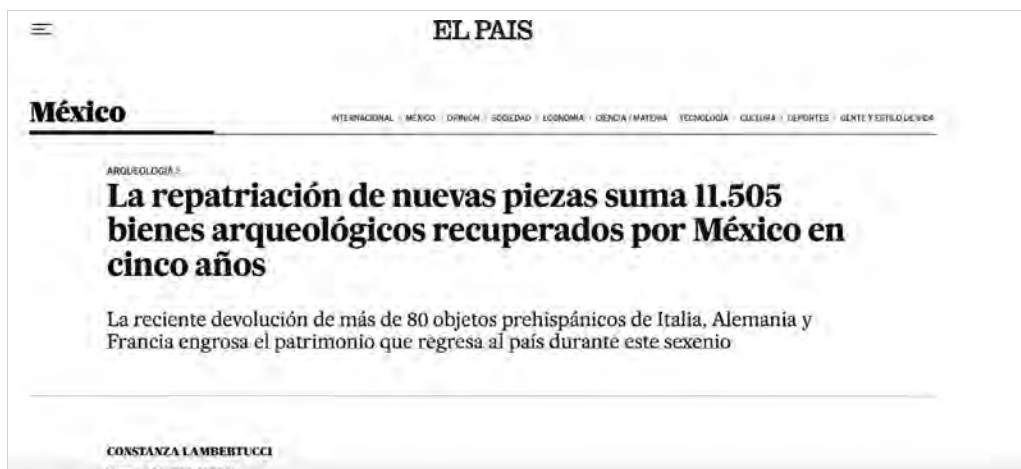 EL PAIS
México
INTERNACIONAL MÉXICO OPINIÓN SOCIEDAD ECONOMÍA CIENCIA / MATERIA TECNOLOGÍA CULTURA DEPORTES GENTE Y ESTILO DE VIDA
ARQUEOLOGÍA >
La repatriación de nuevas piezas suma 11.505
bienes arqueológicos recuperados por México en
cinco años
La reciente devolución de más de 80 objetos prehispánicos de Italia, Alemania y
Francia engrosa el patrimonio que regresa al país durante este sexenio
CONSTANZA LAMBERTUCCI